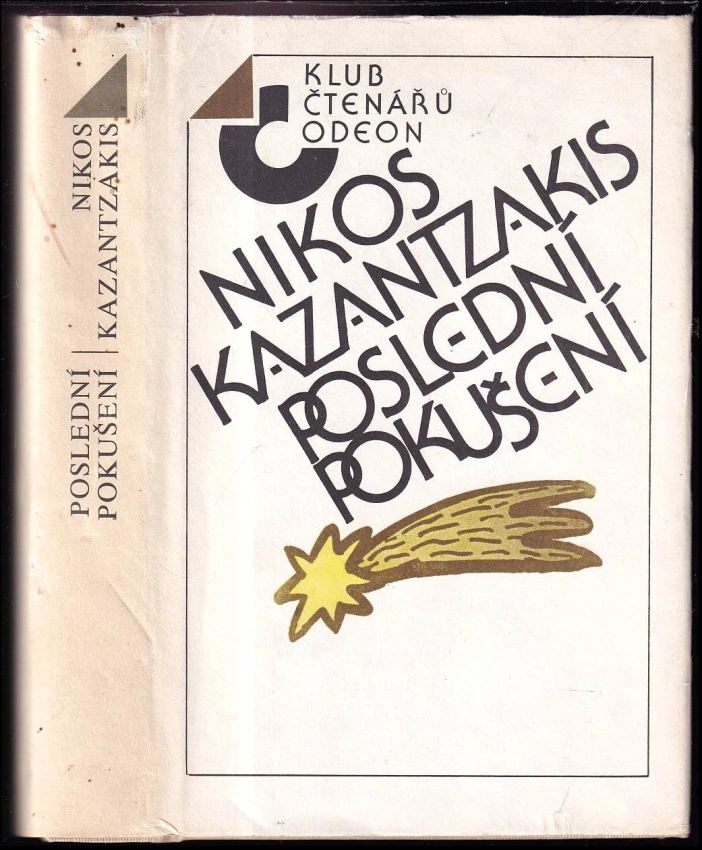 NIKOS
KAZANTZAKIS
POSLEDNÍ
POKUŠENÍ
KLUB
ČTENÁŘŮ
ODEON
NIKOS
KAZANTZAKIS
POSLEDNÍ
POKUŠENÍ